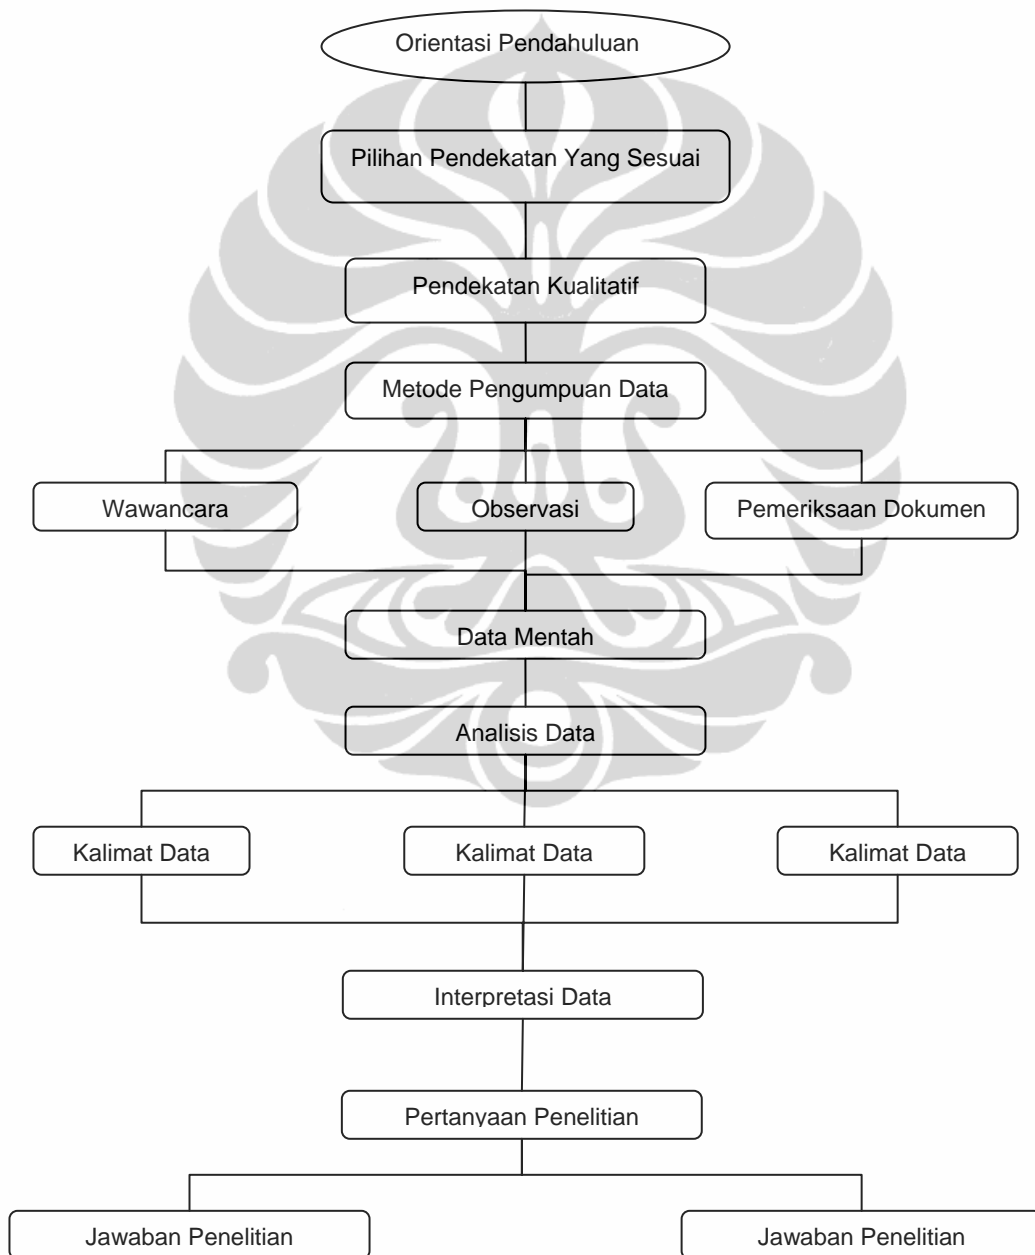 Orientasi Pendahuluan
Pilihan Pendekatan Yang Sesuai
Pendekatan Kualitatif
Metode Pengumpuan Data
Wawancara
Observasi
Pemeriksaan Dokumen
Data Mentah
Analisis Data
Kalimat Data
Kalimat Data
Kalimat Data
Interpretasi Data
Pertanyaan Penelitian
Jawaban Penelitian
Jawaban Penelitian